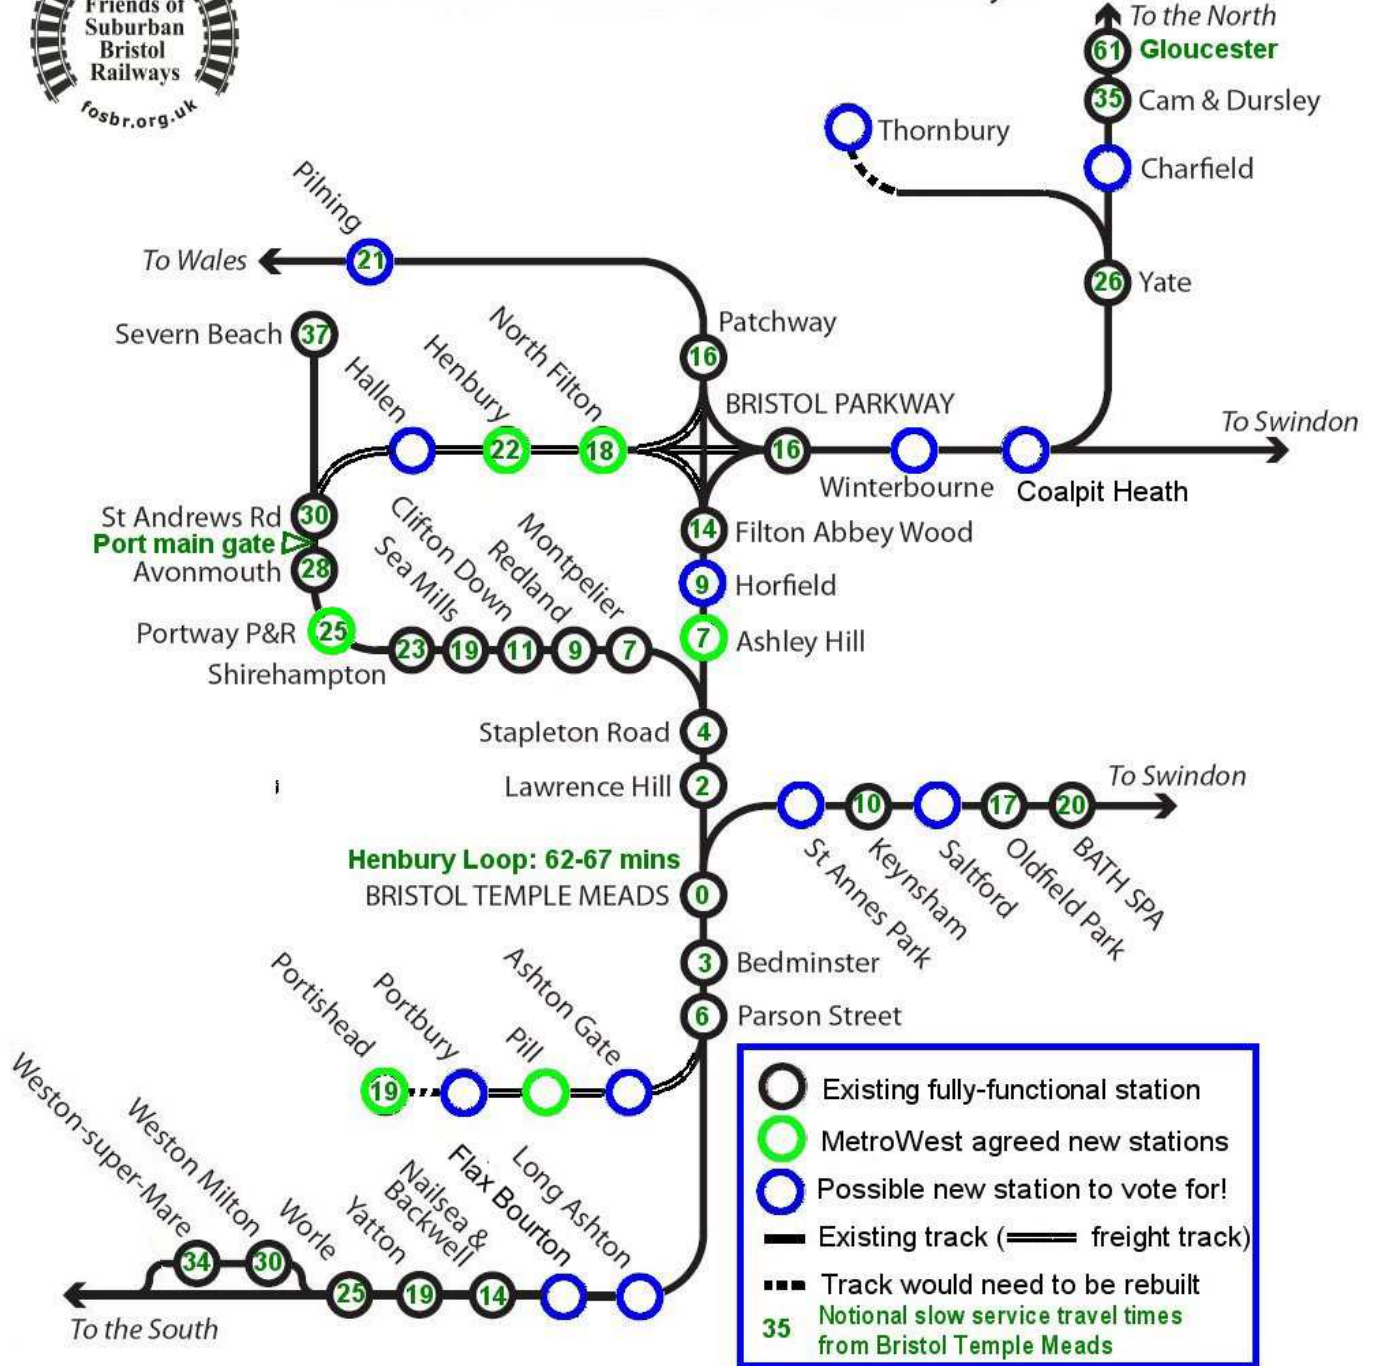 Friends of
Suburban
Bristol
Railways
fosbr.org.uk
To the North
61 Gloucester
35 Cam & Dursley
Thornbury
Charfield
Pilning
To Wales
21
26 Yate
Severn Beach 37
Hallen
Henbury
North Filton
Patchway
16
BRISTOL PARKWAY
To Swindon
22
18
16
Winterbourne
Coalpit Heath
St Andrews Rd 30
Port main gate
Avonmouth 28
Clifton Down
Sea Mills
Redland
Montpelier
14 Filton Abbey Wood
9 Horfield
Portway P&R 25
7 Ashley Hill
Shirehampton
23 19 11 9 7
Stapleton Road 4
Lawrence Hill 2
To Swindon
10
17
20
St Annes Park
Keynsham
Saltford
Oldfield Park
BATH SPA
Henbury Loop: 62-67 mins
BRISTOL TEMPLE MEADS 0
3 Bedminster
6 Parson Street
Portishead
Portbury
Pill
Ashton Gate
19
Weston-super-Mare
Weston Milton
Worle
Yatton
Nailsea &
Backwell
Flax Bourton
Long Ashton
34
30
25
19
14
To the South
Existing fully-functional station
MetroWest agreed new stations
Possible new station to vote for!
Existing track ( freight track)
Track would need to be rebuilt
35 Notional slow service travel times
from Bristol Temple Meads